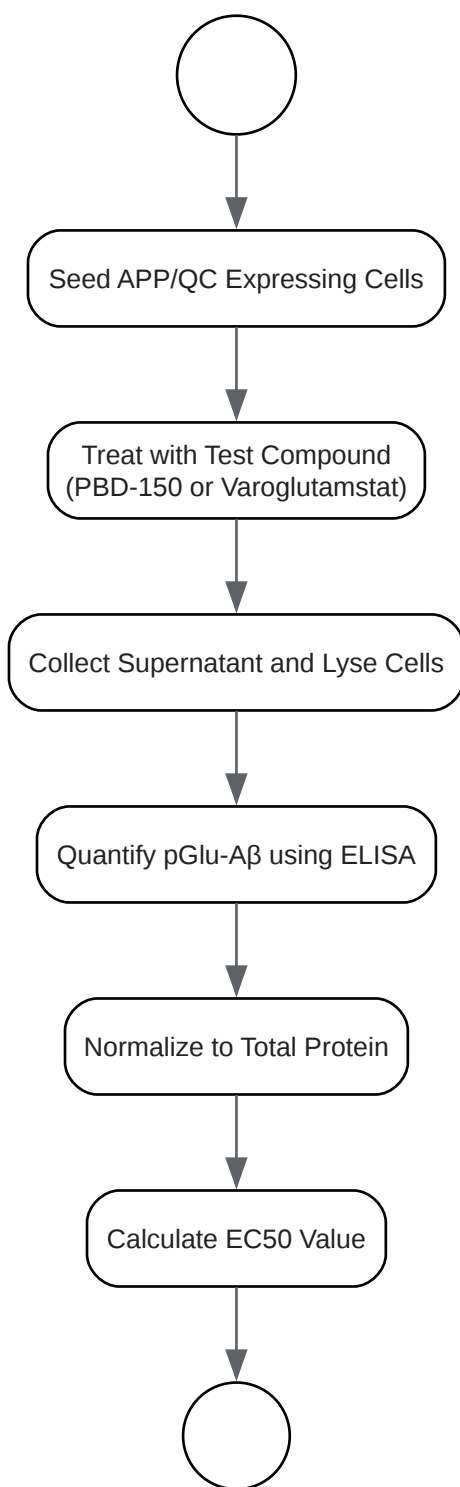 Seed APP/QC Expressing Cells
Treat with Test Compound
(PBD-150 or Varoglutamstat)
Collect Supernatant and Lyse Cells
Quantify pGlu-Aβ using ELISA
Normalize to Total Protein
Calculate EC50 Value